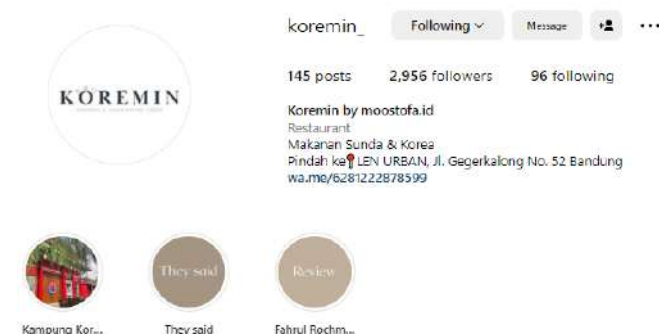 koremin_
Following
Message
145 posts 2,956 followers 96 following
KOREMIN
Koremin by moostofa.id
Restaurant
Makanan Sunda & Korea
Pindah ke📍LEN URBAN, Jl. Gegerkalong No. 52 Bandung
wa.me/6281222878599
They said
Review
Kampung Kor...
They said
Fahrul Rochm...